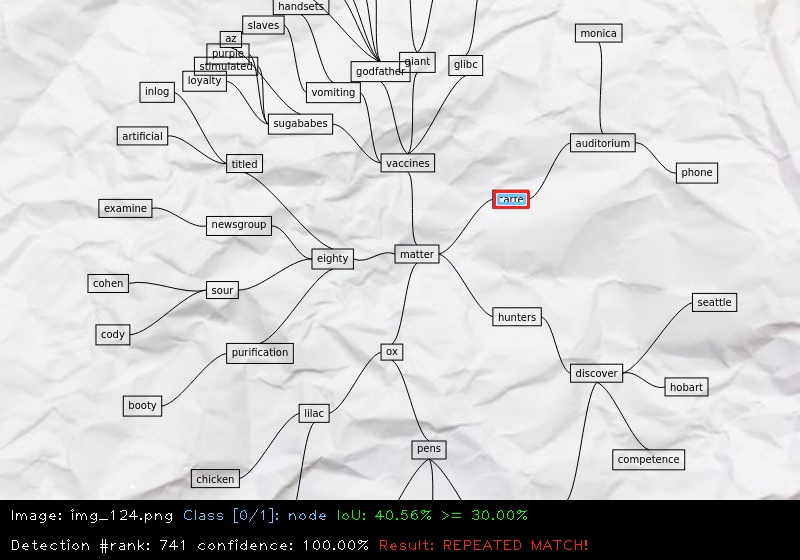 handsets
slaves
az
purple
stimulated
loyalty
godfather
giant
glibc
monica
inlog
vomiting
artificial
sugababes
titled
vaccines
auditorium
phone
examine
newsgroup
matter
eighty
cohen
sour
hunters
seattle
cody
purification
ox
discover
hobart
booty
lilac
pens
competence
chicken
Image: img_124.png Class [0/1]: node IoU: 40.56% >= 30.00%
Detection #rank: 741 confidence: 100.00% Result: REPEATED MATCH!